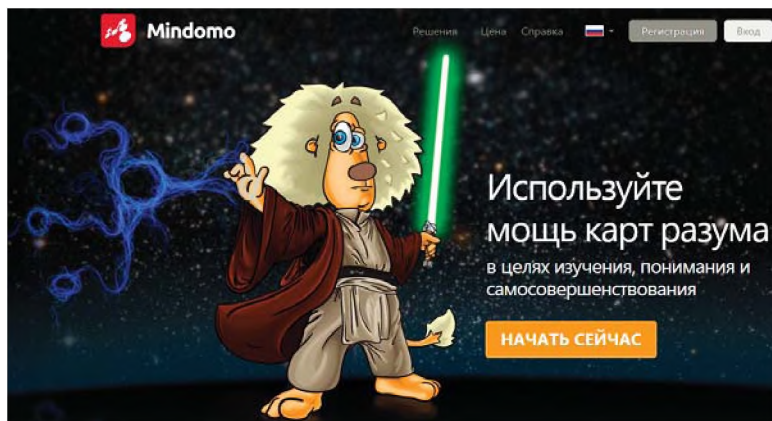 Mindomo
Решения Цена Справка Регистрация Вход
Используйте
мощь карт разума
в целях изучения, понимания и
самосовершенствования
НАЧАТЬ СЕЙЧАС